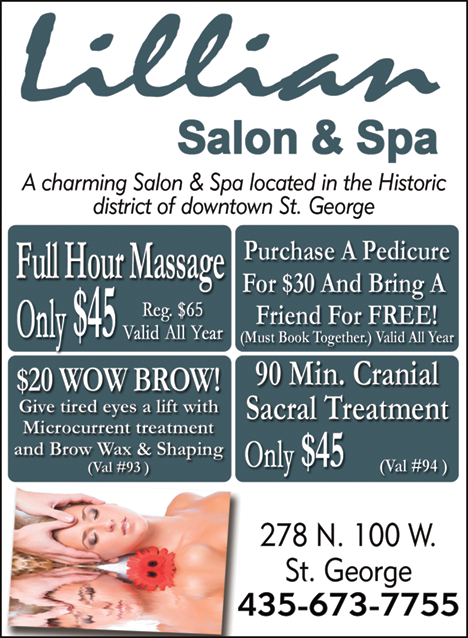 Lillian
Salon & Spa
A charming Salon & Spa located in the Historic
district of downtown St. George
Full Hour Massage
Only $45
Reg. $65
Valid All Year
Purchase A Pedicure
For $30 And Bring A
Friend For FREE!
(Must Book Together.) Valid All Year
$20 WOW BROW!
Give tired eyes a lift with
Microcurrent treatment
and Brow Wax & Shaping
(Val #93 )
90 Min. Cranial
Sacral Treatment
Only $45
(Val #94 )
278 N. 100 W.
St. George
435-673-7755